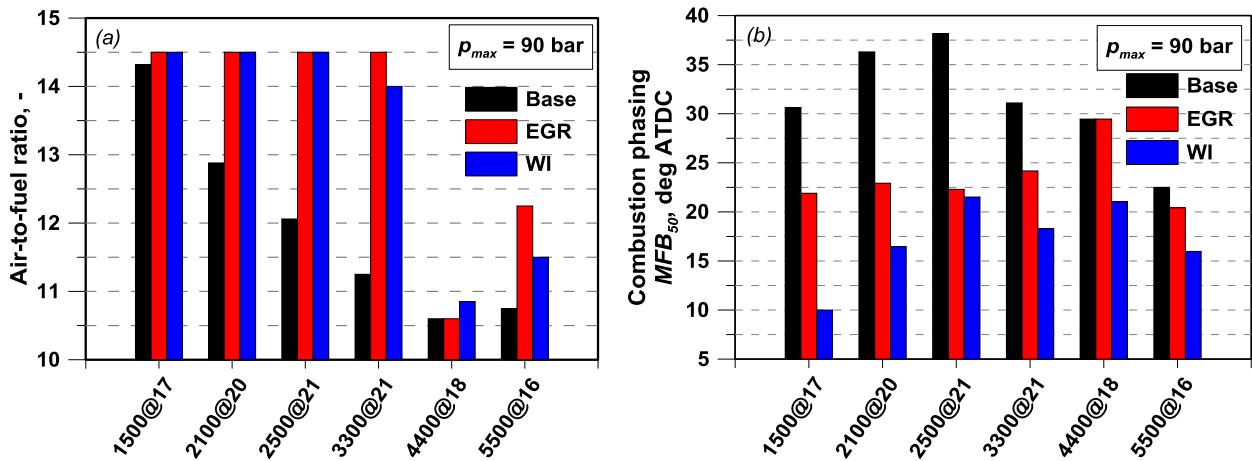 (a)
p_max = 90 bar
Base
EGR
WI
Air-to-fuel ratio, -
15
14
13
12
11
10
1500@17
2100@20
2500@21
3300@21
4400@18
5500@16
(b)
p_max = 90 bar
Base
EGR
WI
Combustion phasing
MFB_50, deg ATDC
40
35
30
25
20
15
10
5
1500@17
2100@20
2500@21
3300@21
4400@18
5500@16